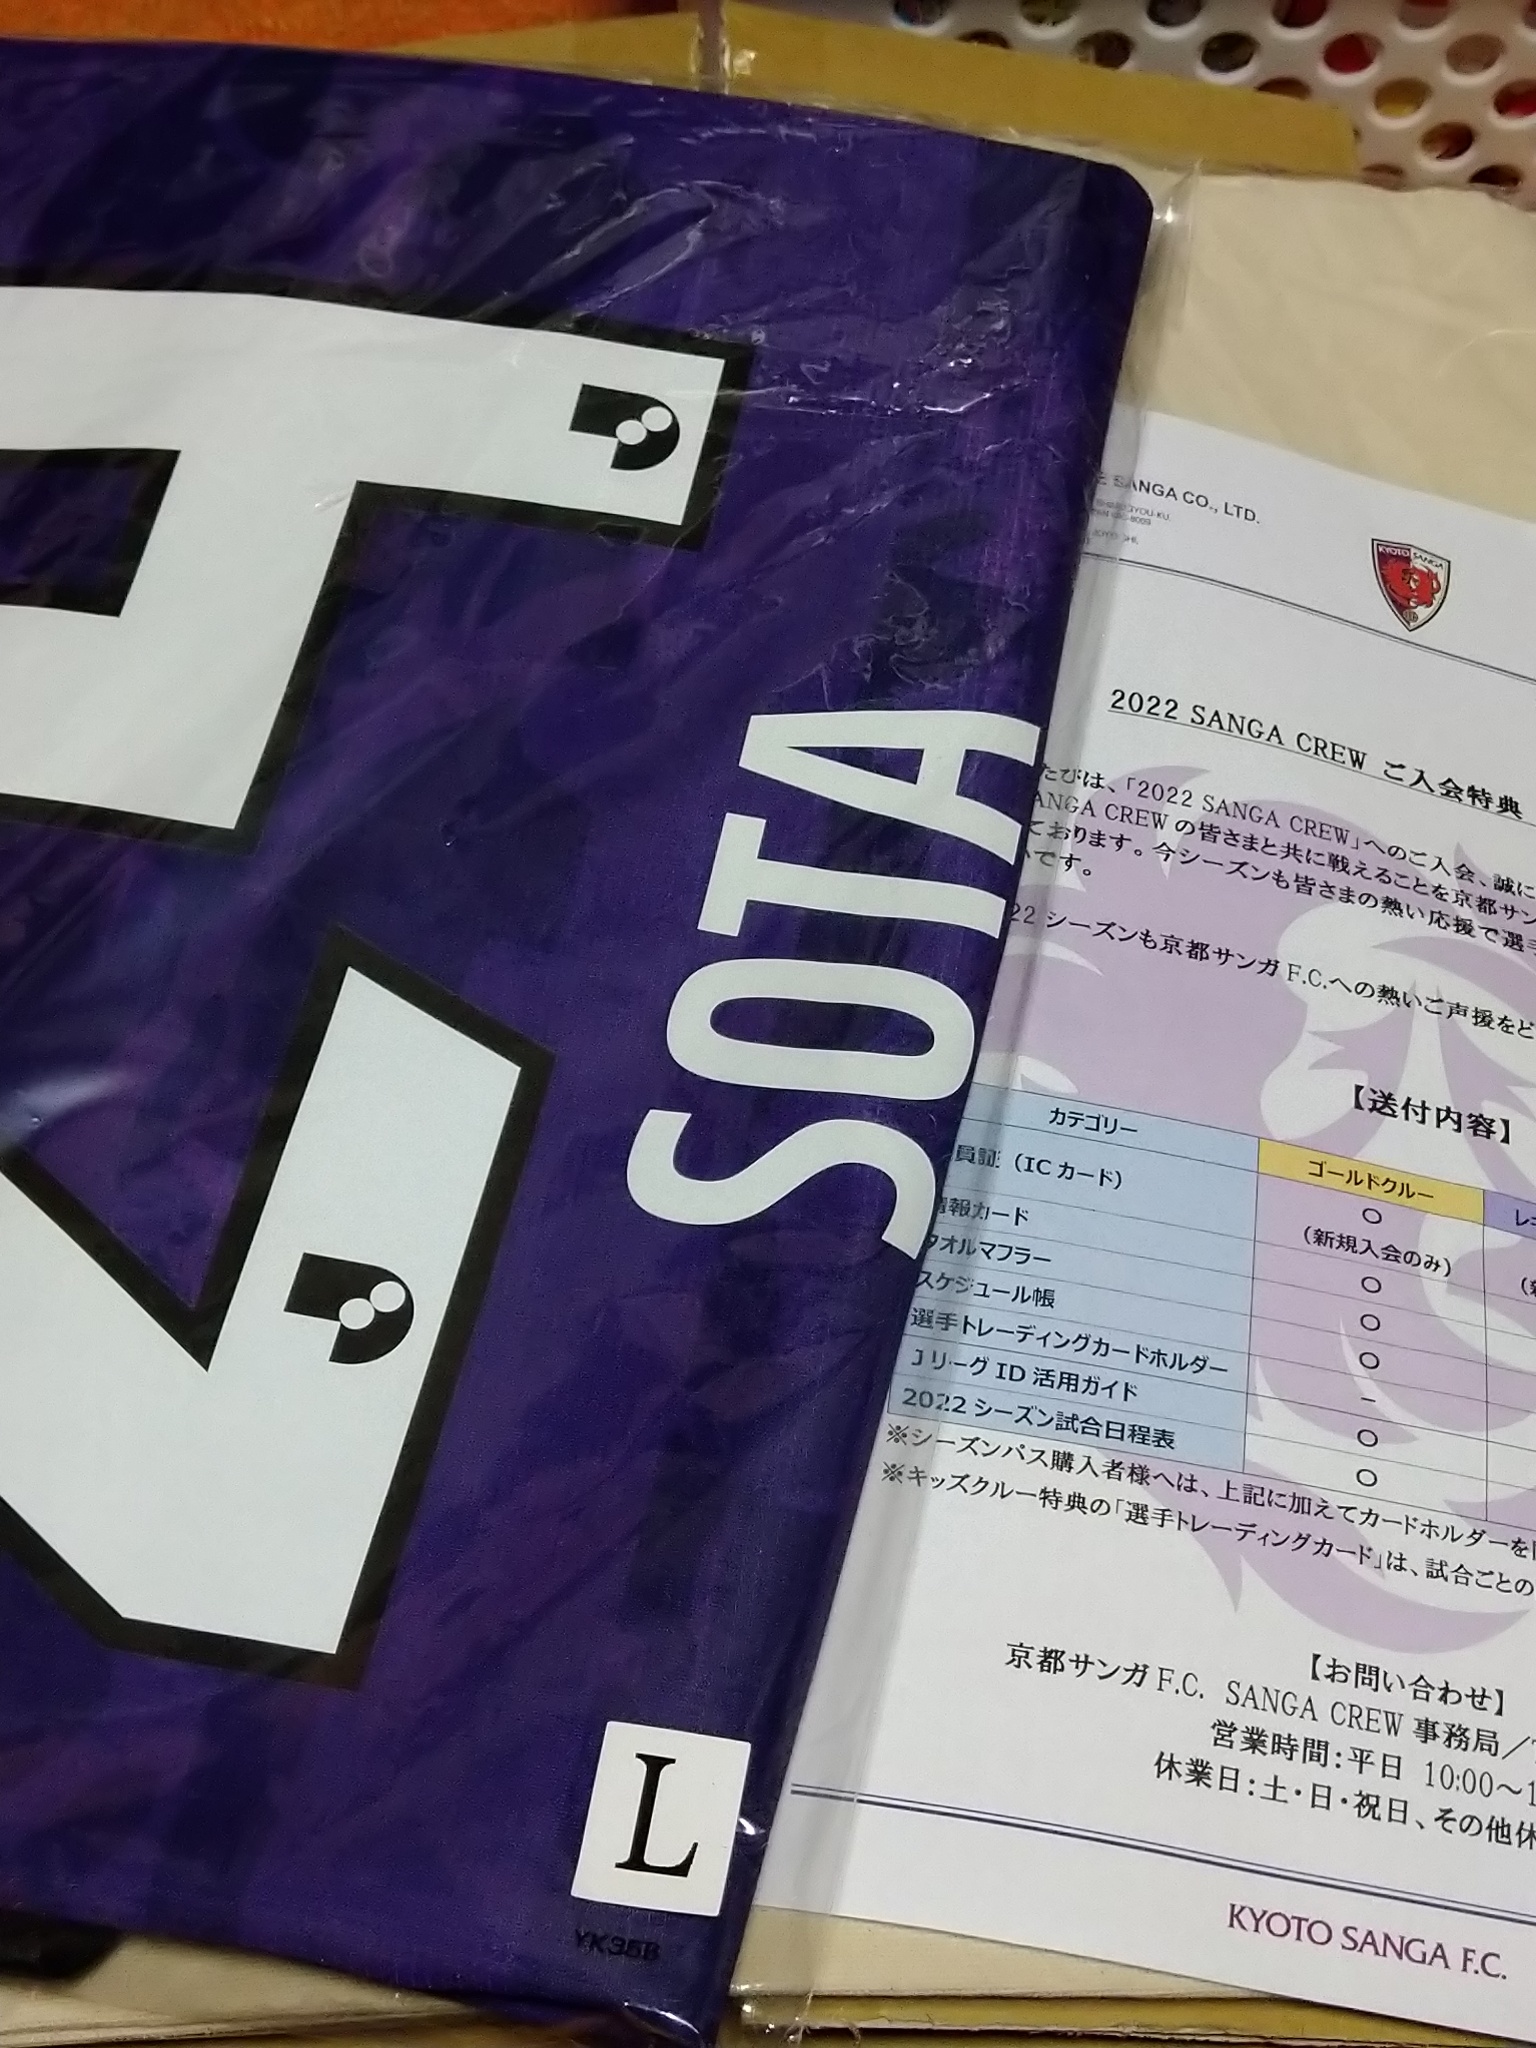 SOTA
L
YK35B
SANGA CO., LTD.
KYOTO SANGA
2022 SANGA CREW ご入会特典
たびは、「2022 SANGA CREW」へのご入会、誠に
SANGA CREW の皆さまと共に戦えることを京都サン
ております。今シーズンも皆さまの熱い応援で選手
です。
22 シーズンも京都サンガ F.C.への熱いご声援をど
【送付内容】
カテゴリー ゴールドクルー レ
員証（IC カード） ○
（新規入会のみ）
情報カード ○
タオルマフラー ○
スケジュール帳 ○
選手トレーディングカードホルダー －
J リーグ ID 活用ガイド ○
2022 シーズン試合日程表 ○
※シーズンパス購入者様へは、上記に加えてカードホルダーを
※キッズクルー特典の「選手トレーディングカード」は、試合ごとの
【お問い合わせ】
京都サンガ F.C. SANGA CREW 事務局／
営業時間：平日 10:00～1
休業日：土・日・祝日、その他休
KYOTO SANGA F.C.